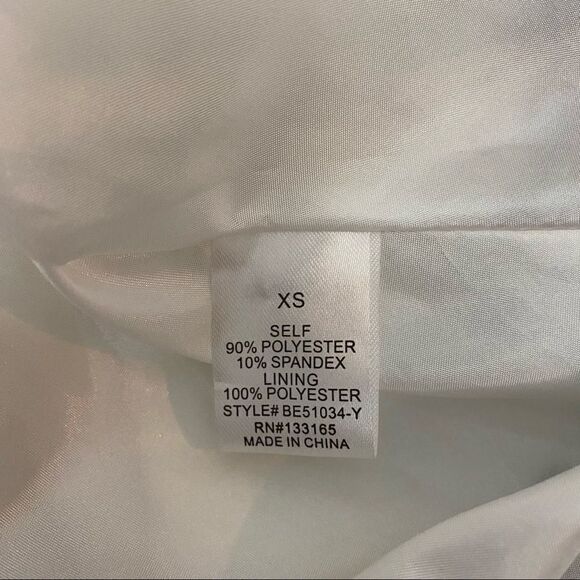 XS
SELF
90% POLYESTER
10% SPANDEX
LINING
100% POLYESTER
STYLE# BE51034-Y
RN#133165
MADE IN CHINA